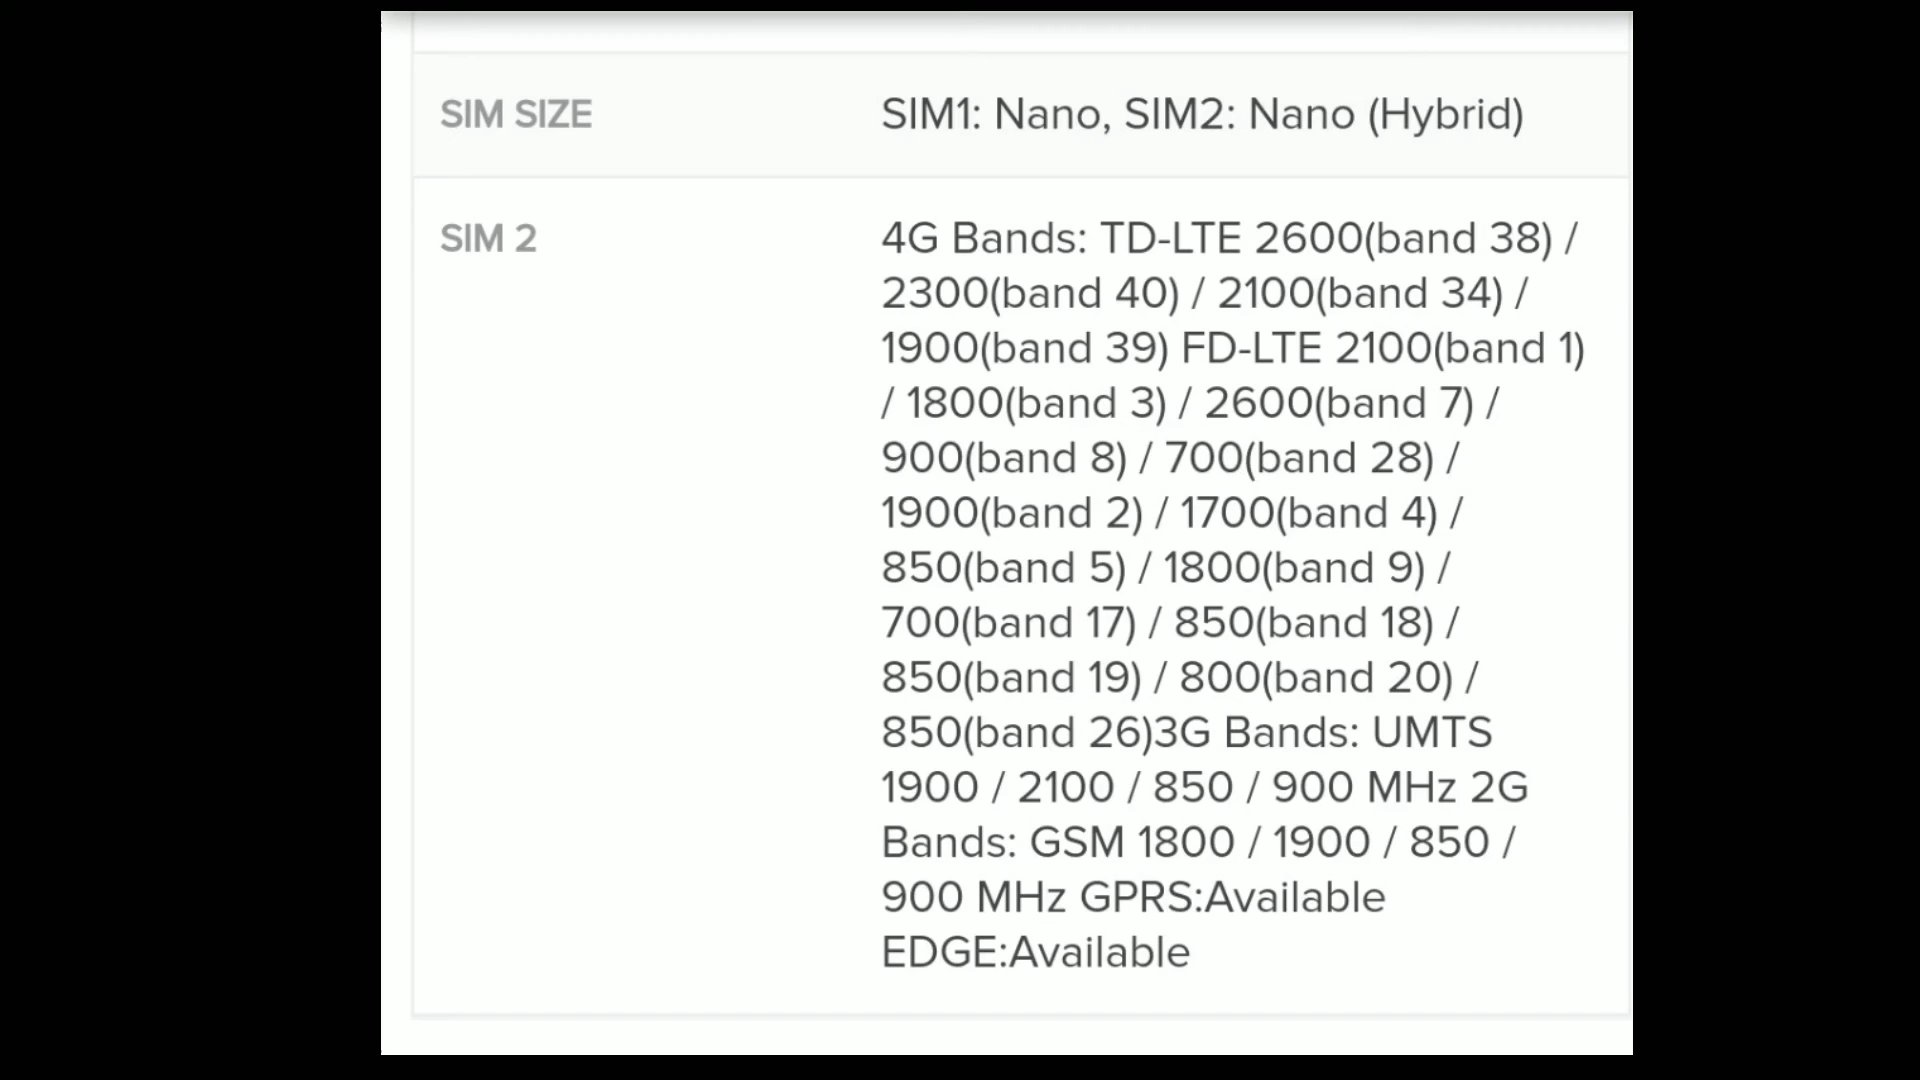 SIM SIZE
SIM1: Nano, SIM2: Nano (Hybrid)
SIM 2
4G Bands: TD-LTE 2600(band 38) /
2300(band 40) / 2100(band 34) /
1900(band 39) FD-LTE 2100(band 1)
/ 1800(band 3) / 2600(band 7) /
900(band 8) / 700(band 28) /
1900(band 2) / 1700(band 4) /
850(band 5) / 1800(band 9) /
700(band 17) / 850(band 18) /
850(band 19) / 800(band 20) /
850(band 26)3G Bands: UMTS
1900 / 2100 / 850 / 900 MHz 2G
Bands: GSM 1800 / 1900 / 850 /
900 MHz GPRS:Available
EDGE:Available